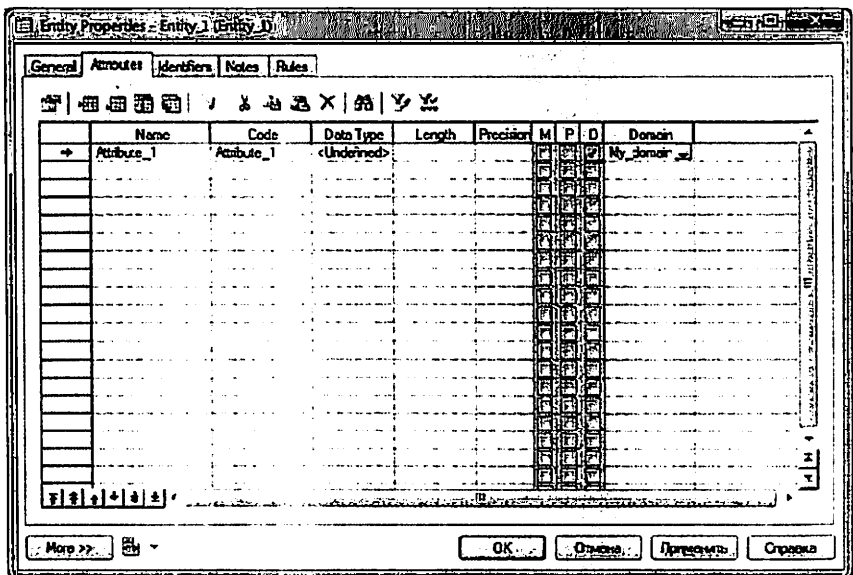 Entity Properties - Entity_1 (Entity_1)
General Attributes Identifiers Notes Rules
Name Code Data Type Length Precision M P D Domain
Attribute_1 Attribute_1 <Undefined> My_domain
More >> OK Отмена Применить Справка